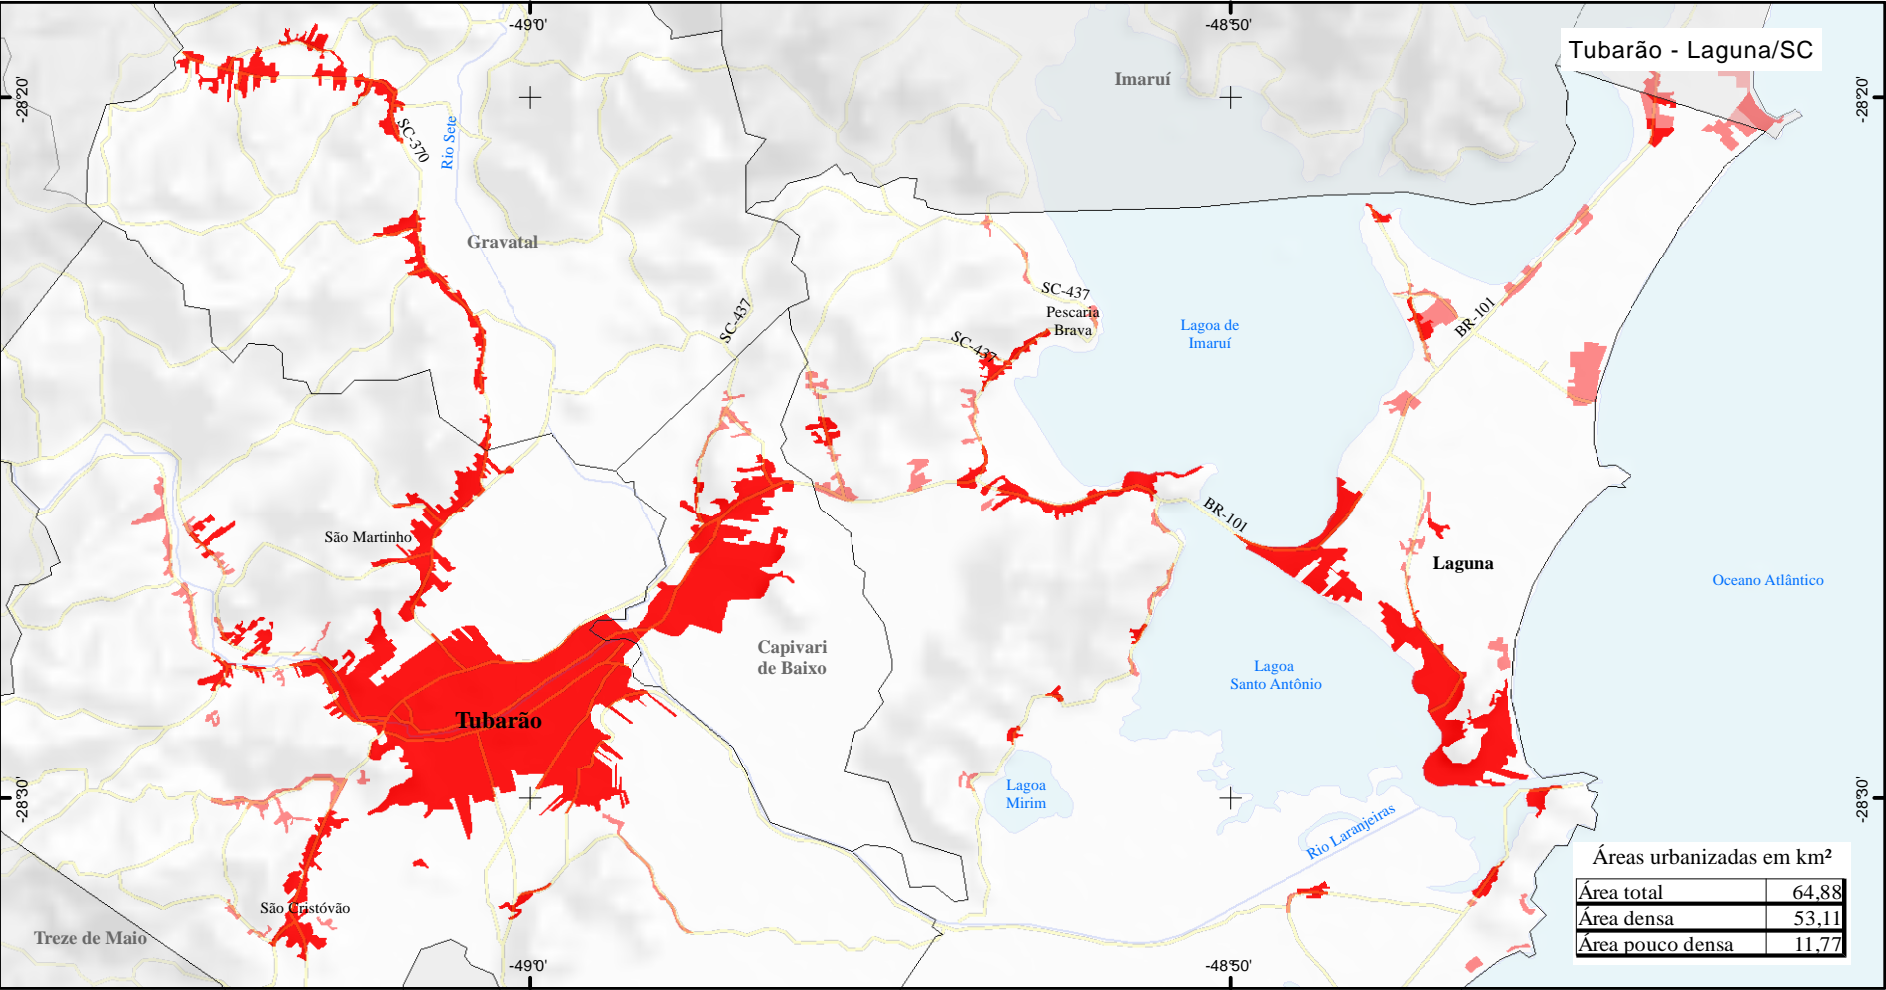 -49°0'
-48°50'
Tubarão - Laguna/SC
-28°20'
-28°20'
Imaruí
SC-370
Rio Sete
Gravatal
SC-437
SC-437
Pescaria
Brava
SC-437
Lagoa de
Imaruí
BR-101
BR-101
São Martinho
Laguna
Oceano Atlântico
Capivari
de Baixo
Lagoa
Santo Antônio
Tubarão
Lagoa
Mirim
Rio Laranjeiras
-28°30'
-28°30'
São Cristóvão
Treze de Maio
Áreas urbanizadas em km²
Área total 64,88
Área densa 53,11
Área pouco densa 11,77
-49°0'
-48°50'